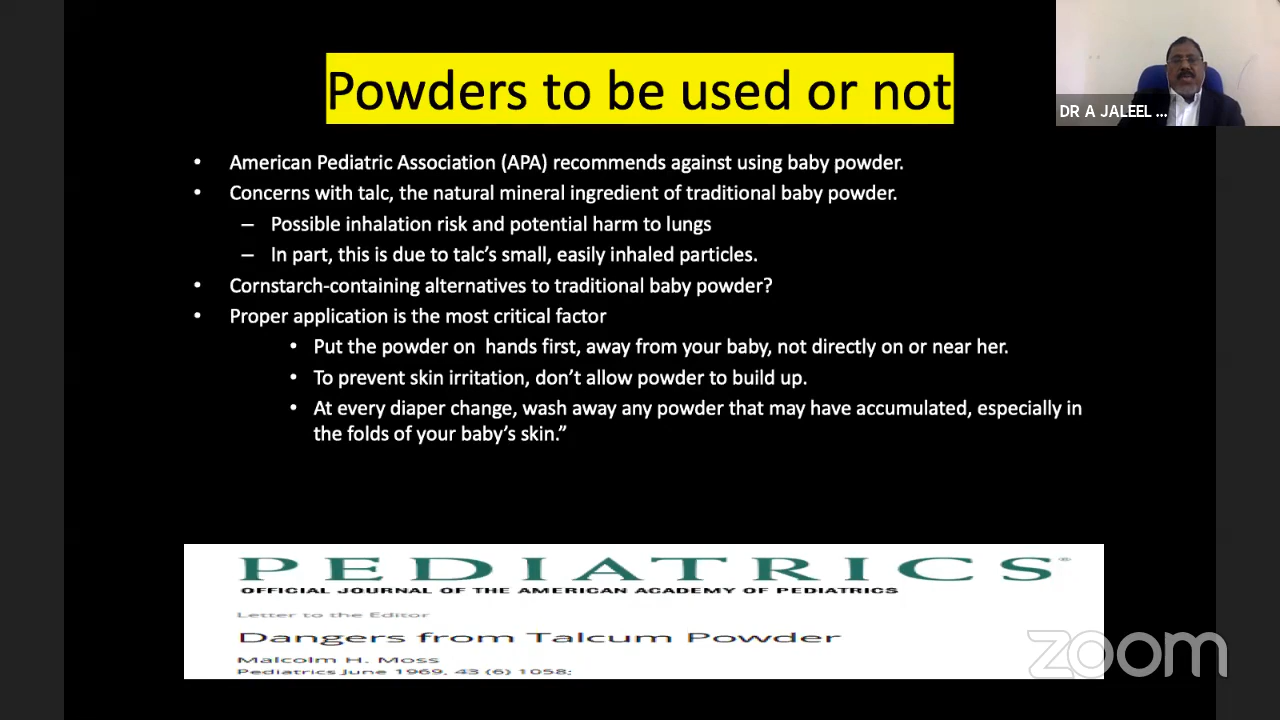 Powders to be used or not
DR A JALEEL ...
• American Pediatric Association (APA) recommends against using baby powder.
• Concerns with talc, the natural mineral ingredient of traditional baby powder.
– Possible inhalation risk and potential harm to lungs
– In part, this is due to talc’s small, easily inhaled particles.
• Cornstarch-containing alternatives to traditional baby powder?
• Proper application is the most critical factor
• Put the powder on hands first, away from your baby, not directly on or near her.
• To prevent skin irritation, don’t allow powder to build up.
• At every diaper change, wash away any powder that may have accumulated, especially in
the folds of your baby’s skin.”
PEDIATRICS®
OFFICIAL JOURNAL OF THE AMERICAN ACADEMY OF PEDIATRICS
Letter to the Editor
Dangers from Talcum Powder
Malcolm H. Moss
Pediatrics June 1969, 43 (6) 1058;
zoom